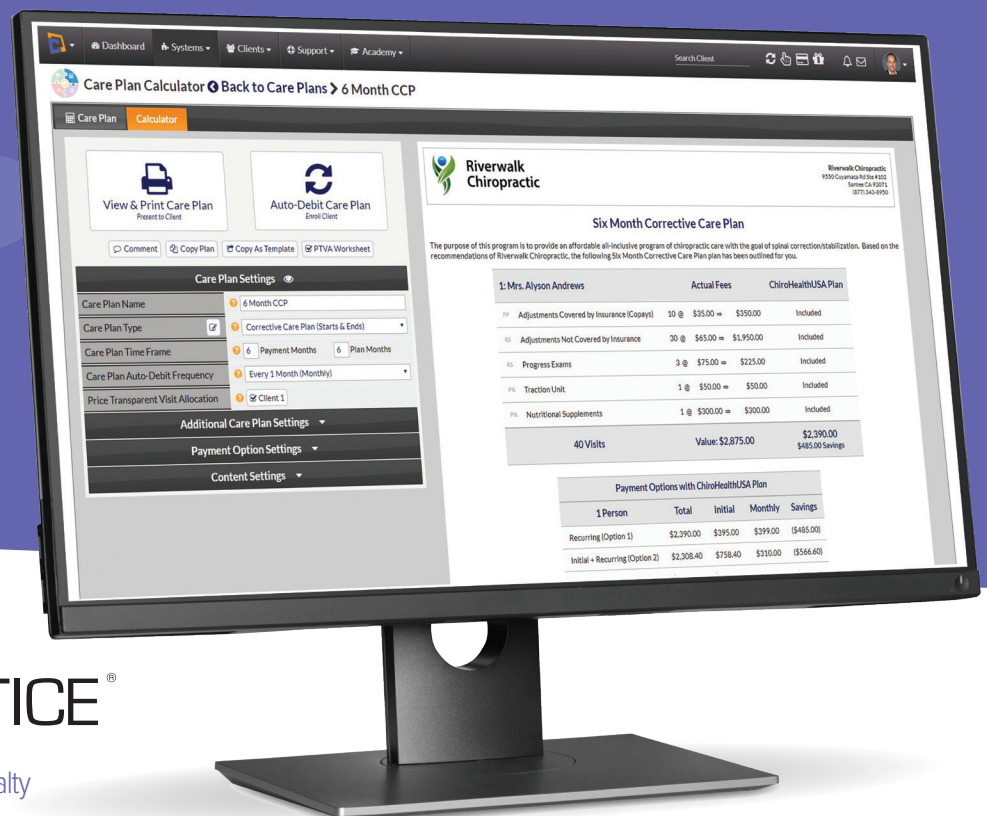 Dashboard Systems Clients Support Academy Search Client
Care Plan Calculator Back to Care Plans 6 Month CCP
Care Plan Calculator
View & Print Care Plan
Present to Client
Auto-Debit Care Plan
Enroll Client
Comment Copy Plan Copy As Template PTVA Worksheet
Care Plan Settings
Care Plan Name 6 Month CCP
Care Plan Type Corrective Care Plan (Starts & Ends)
Care Plan Time Frame 6 Payment Months 6 Plan Months
Care Plan Auto-Debit Frequency Every 1 Month (Monthly)
Price Transparent Visit Allocation Client 1
Additional Care Plan Settings
Payment Option Settings
Content Settings
Riverwalk
Chiropractic
Riverwalk Chiropractic
9530 Cuyamaca Rd Ste #102
Santee CA 92071
(877) 343-8950
Six Month Corrective Care Plan
The purpose of this program is to provide an affordable all-inclusive program of chiropractic care with the goal of spinal correction/stabilization. Based on the
recommendations of Riverwalk Chiropractic, the following Six Month Corrective Care Plan plan has been outlined for you.
1: Mrs. Alyson Andrews Actual Fees ChiroHealthUSA Plan
Adjustments Covered by Insurance (Copays) 10 @ $35.00 = $350.00 Included
Adjustments Not Covered by Insurance 30 @ $65.00 = $1,950.00 Included
Progress Exams 3 @ $75.00 = $225.00 Included
Traction Unit 1 @ $50.00 = $50.00 Included
Nutritional Supplements 1 @ $300.00 = $300.00 Included
40 Visits Value: $2,875.00 $2,390.00
$485.00 Savings
Payment Options with ChiroHealthUSA Plan
1 Person Total Initial Monthly Savings
Recurring (Option 1) $2,390.00 $395.00 $399.00 ($485.00)
Initial + Recurring (Option 2) $2,308.40 $758.40 $310.00 ($566.60)
TICE®
alty